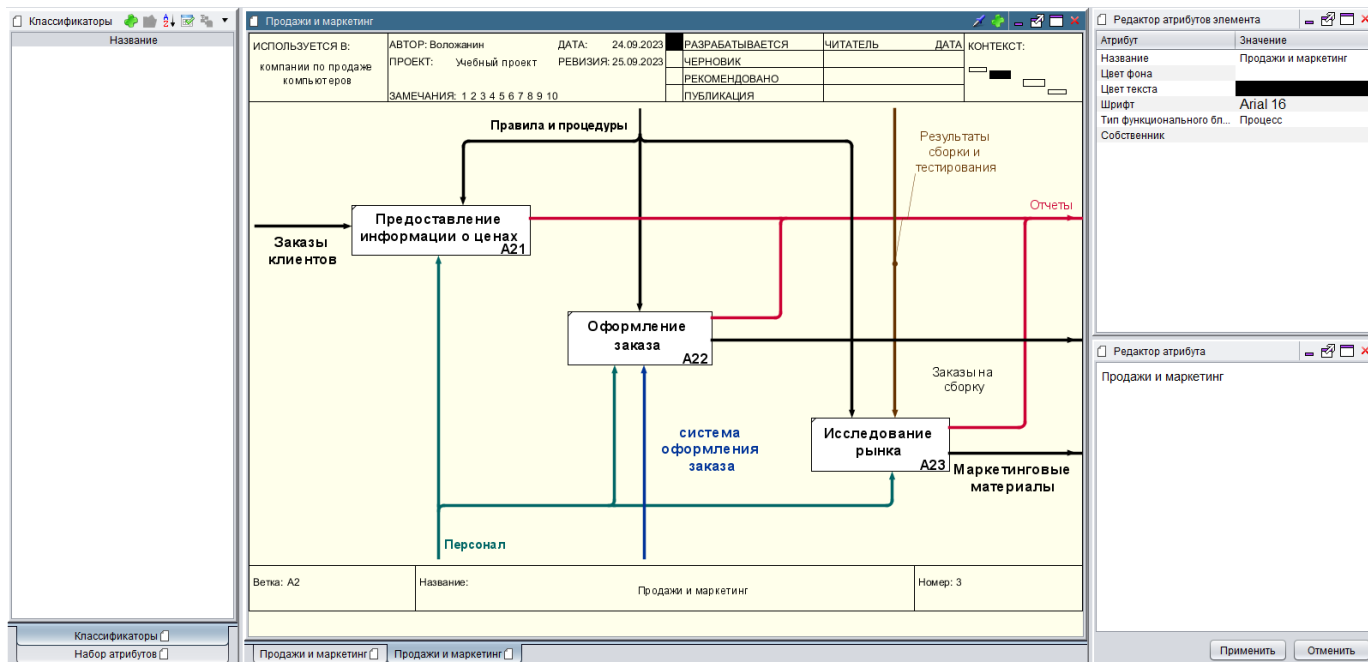 Классификаторы
Название
Классификаторы
Набор атрибутов
Продажи и маркетинг
ИСПОЛЬЗУЕТСЯ В:
компании по продаже
компьютеров
АВТОР: Воложанин
ДАТА: 24.09.2023
ПРОЕКТ: Учебный проект
РЕВИЗИЯ: 25.09.2023
ЗАМЕЧАНИЯ: 1 2 3 4 5 6 7 8 9 10
РАЗРАБАТЫВАЕТСЯ
ЧЕРНОВИК
РЕКОМЕНДОВАНО
ПУБЛИКАЦИЯ
ЧИТАТЕЛЬ
ДАТА
КОНТЕКСТ:
Правила и процедуры
Результаты
сборки и
тестирования
Отчеты
Предоставление
информации о ценах
A21
Заказы
клиентов
Оформление
заказа
A22
Заказы на
сборку
система
оформления
заказа
Исследование
рынка
A23
Маркетинговые
материалы
Персонал
Ветка: A2
Название:
Продажи и маркетинг
Номер: 3
Продажи и маркетинг
Продажи и маркетинг
Редактор атрибутов элемента
Атрибут Значение
Название Продажи и маркетинг
Цвет фона
Цвет текста
Шрифт Arial 16
Тип функционального бл... Процесс
Собственник
Редактор атрибута
Продажи и маркетинг
Применить
Отменить